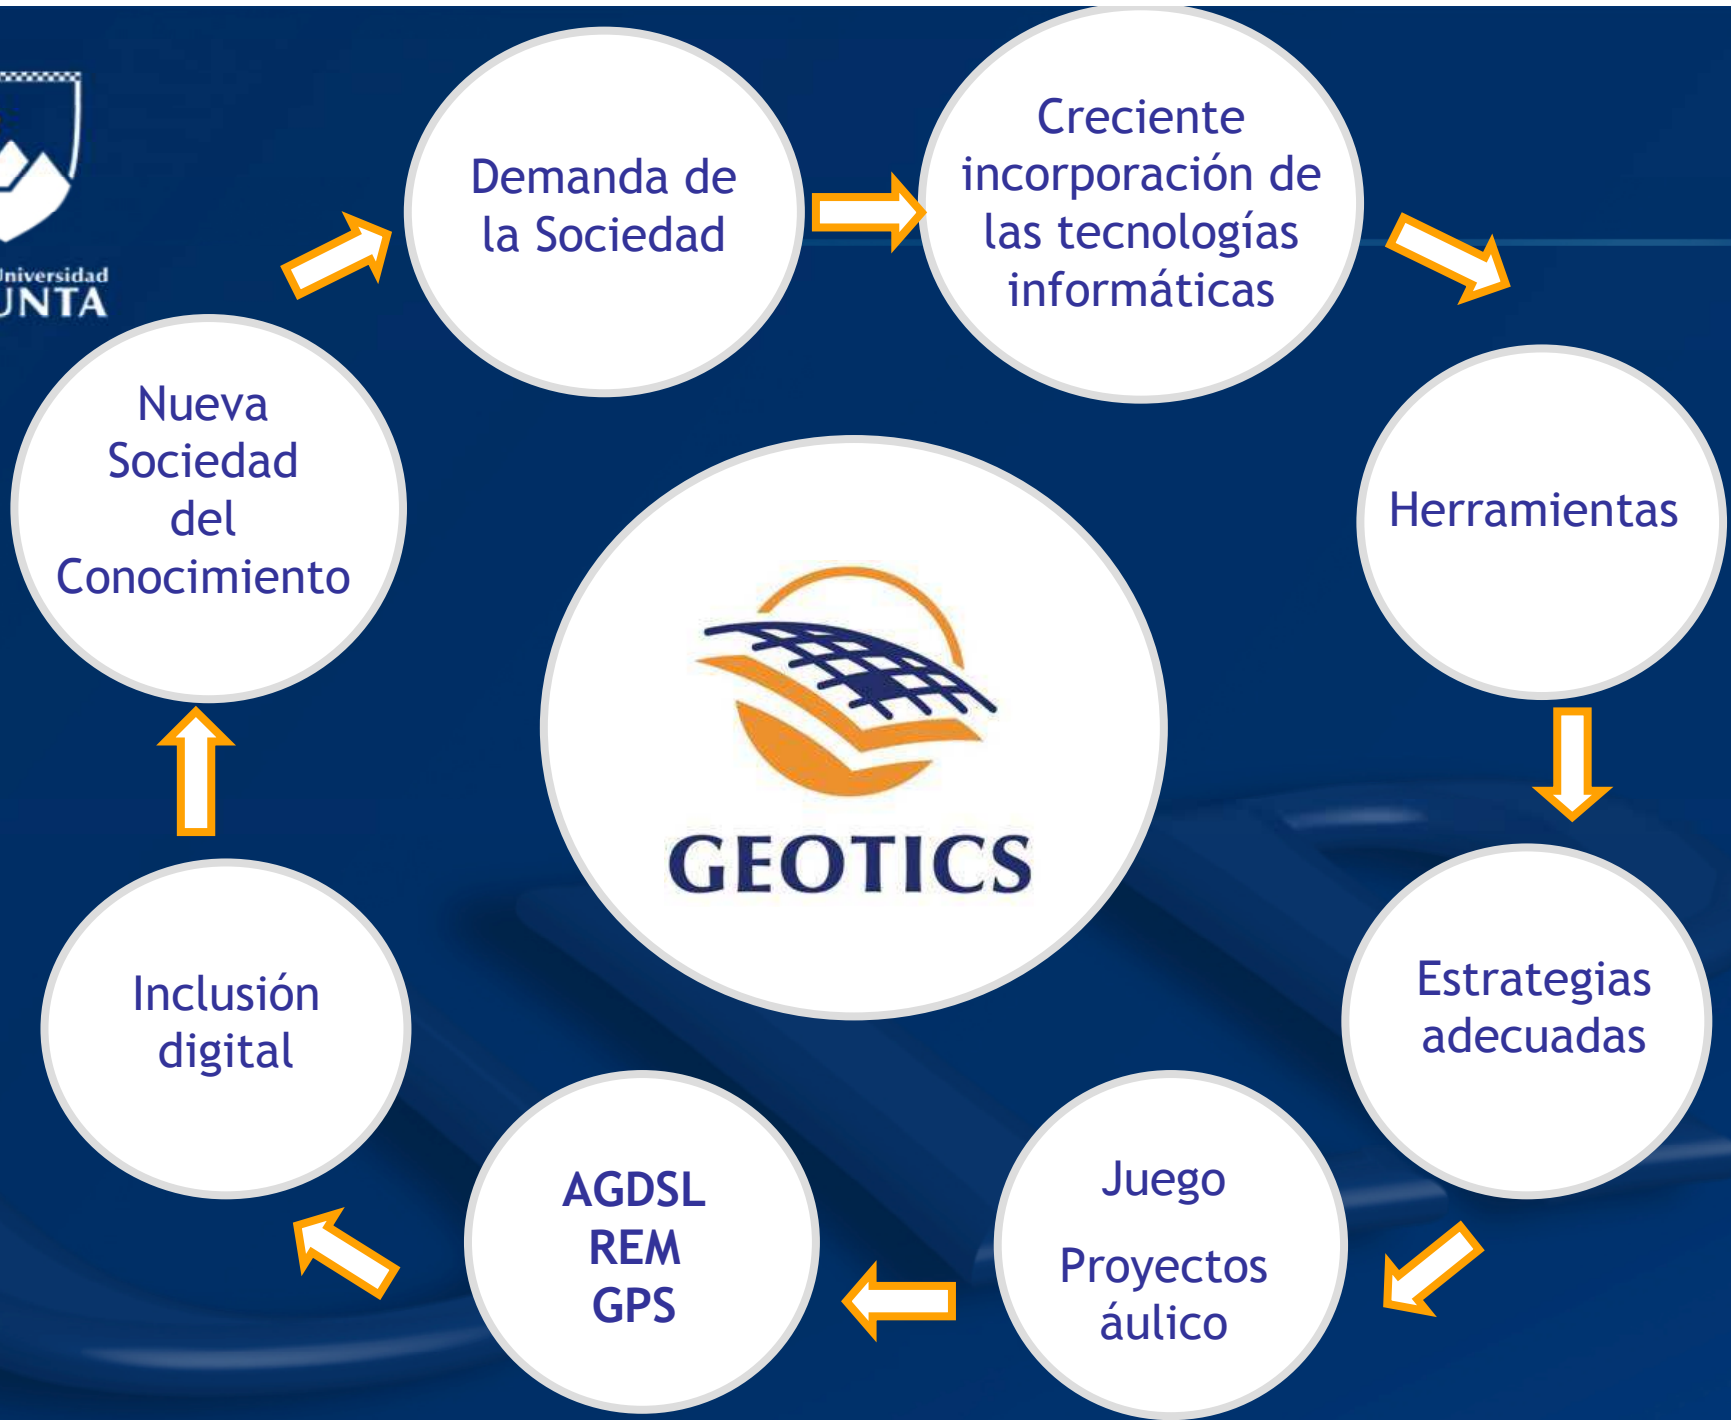 Demanda de
la Sociedad
Creciente
incorporación de
las tecnologías
informáticas
Universidad
Nueva
Sociedad
del
Conocimiento
Herramientas
GEOTICS
Estrategias
adecuadas
Inclusión
digital
Juego
Proyectos
áulico
AGDSL
REM
GPS